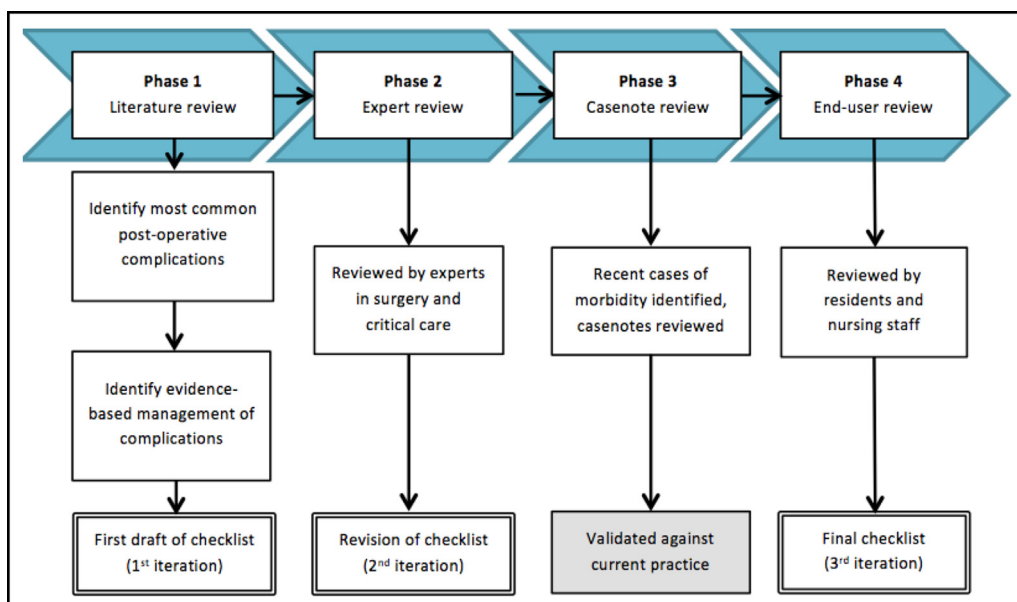 Phase 1
Literature review
Phase 2
Expert review
Phase 3
Casenote review
Phase 4
End-user review
Identify most common
post-operative
complications
Reviewed by experts
in surgery and
critical care
Recent cases of
morbidity identified,
casenotes reviewed
Reviewed by
residents and
nursing staff
Identify evidence-
based management of
complications
First draft of checklist
(1st iteration)
Revision of checklist
(2nd iteration)
Validated against
current practice
Final checklist
(3rd iteration)